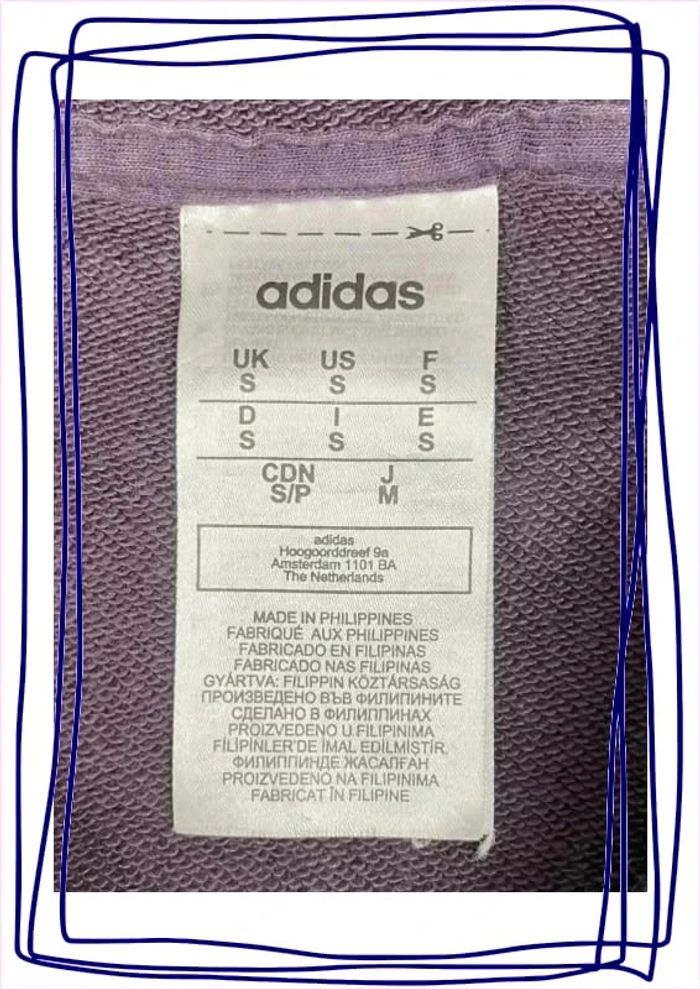 adidas
UK US F
S S S
D I E
S S S
CDN J
S/P M
adidas
Hoogoorddreef 9a
Amsterdam 1101 BA
The Netherlands
MADE IN PHILIPPINES
FABRIQUÉ AUX PHILIPPINES
FABRICADO EN FILIPINAS
FABRICADO NAS FILIPINAS
GYÁRTVA: FILIPPIN KÖZTÁRSASÁG
ПРОИЗВЕДЕНО ВЪВ ФИЛИПИНИТЕ
СДЕЛАНО В ФИЛИППИНАХ
PROIZVEDENO U FILIPINIMA
FİLİPİNLER'DE İMAL EDİLMİŞTİR.
ФИЛИППИНДЕ ЖАСАЛҒАН
PROIZVEDENO NA FILIPINIMA
FABRICAT ÎN FILIPINE